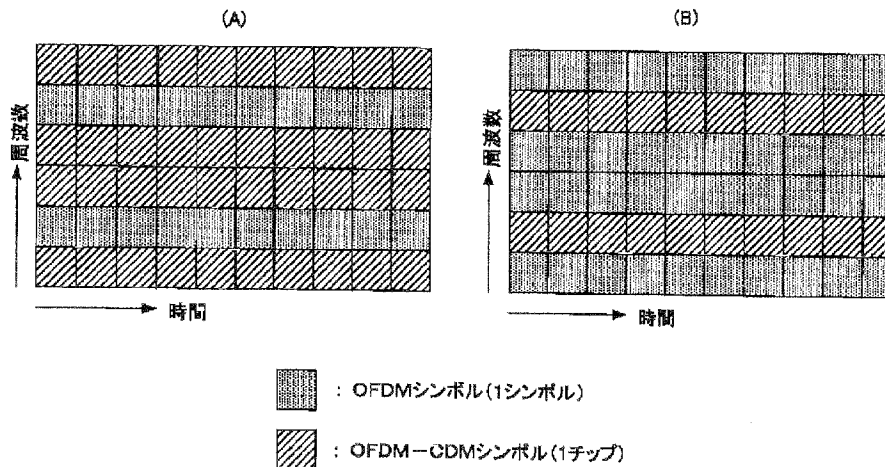 (A)
(B)
周波数
時間
周波数
時間
: OFDMシンボル(1シンボル)
: OFDM-CDMシンボル(1チップ)